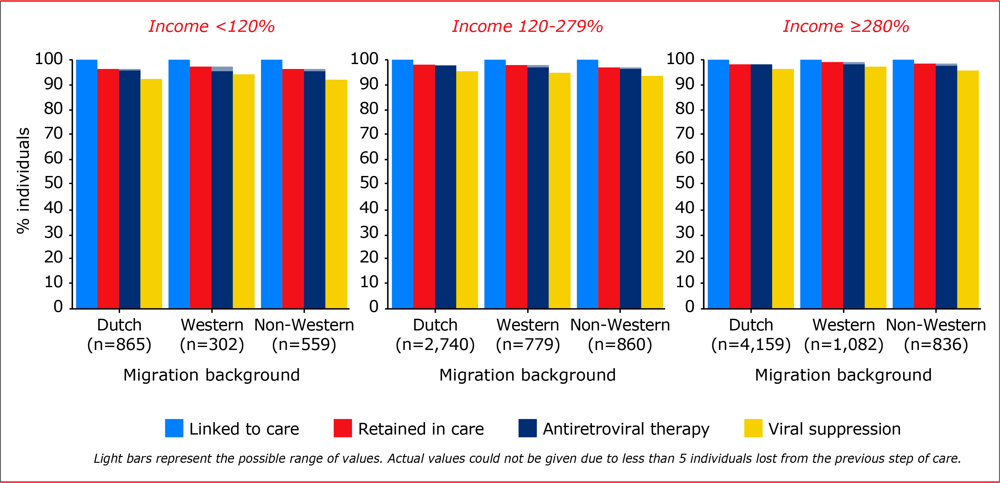 Income <120%
Income 120-279%
Income ≥280%
% individuals
100
90
80
70
60
50
40
30
20
10
0
100
90
80
70
60
50
40
30
20
10
0
100
90
80
70
60
50
40
30
20
10
0
Dutch
(n=865)
Western
(n=302)
Non-Western
(n=559)
Migration background
Dutch
(n=2,740)
Western
(n=779)
Non-Western
(n=860)
Migration background
Dutch
(n=4,159)
Western
(n=1,082)
Non-Western
(n=836)
Migration background
Linked to care
Retained in care
Antiretroviral therapy
Viral suppression
Light bars represent the possible range of values. Actual values could not be given due to less than 5 individuals lost from the previous step of care.